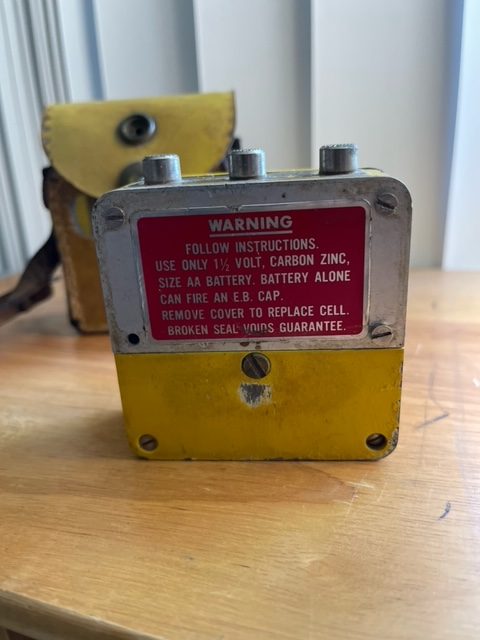 WARNING
FOLLOW INSTRUCTIONS.
USE ONLY 1½ VOLT, CARBON ZINC,
SIZE AA BATTERY. BATTERY ALONE
CAN FIRE AN E.B. CAP.
REMOVE COVER TO REPLACE CELL.
BROKEN SEAL VOIDS GUARANTEE.